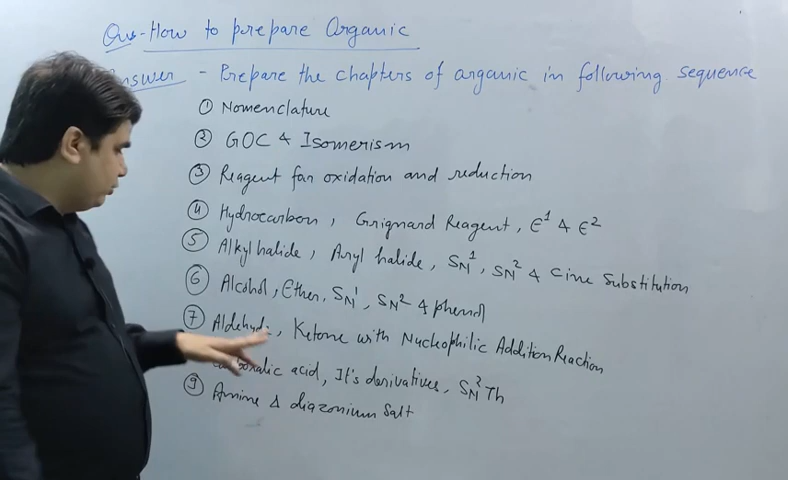 Ous - How to prepare Organic
Answer - Prepare the chapters of organic in following sequence
① Nomenclature
② GOC & Isomerism
③ Reagent for oxidation and reduction
④ Hydrocarbon, Grignard Reagent, E¹ & E²
⑤ Alkyl halide, Aryl halide, SN¹, SN² & Cine Substitution
⑥ Alcohol, Ether, SN¹, SN² & phenol
⑦ Aldehyde, Ketone with Nucleophilic Addition Reaction
acid, It's derivatives, SN²Th
⑨ Amine & diazonium Salt